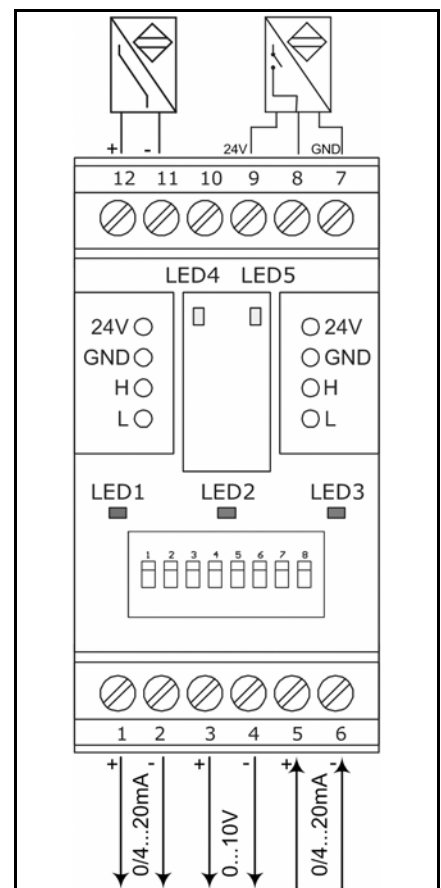 + - 24V GND
12 11 10 9 8 7
LED4 LED5
24V 24V
GND GND
H H
L L
LED1 LED2 LED3
1 2 3 4 5 6 7 8
1 2 3 4 5 6
+ - + - + -
0/4...20mA 0...10V 0/4...20mA